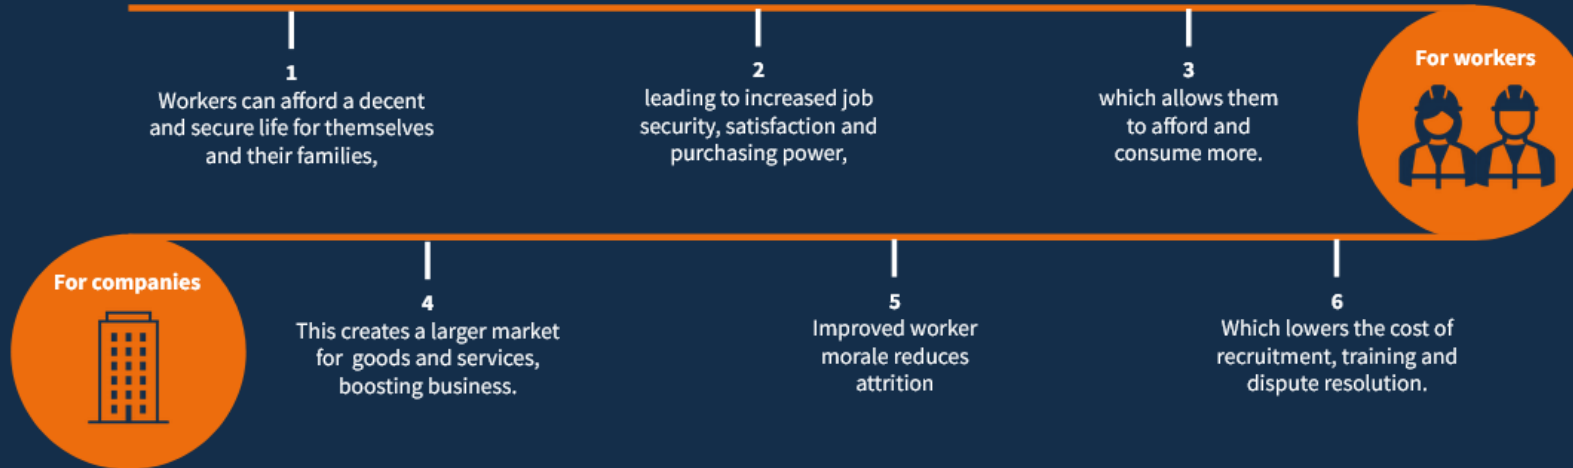 For workers
1
Workers can afford a decent
and secure life for themselves
and their families,
2
leading to increased job
security, satisfaction and
purchasing power,
3
which allows them
to afford and
consume more.
For companies
4
This creates a larger market
for goods and services,
boosting business.
5
Improved worker
morale reduces
attrition
6
Which lowers the cost of
recruitment, training and
dispute resolution.